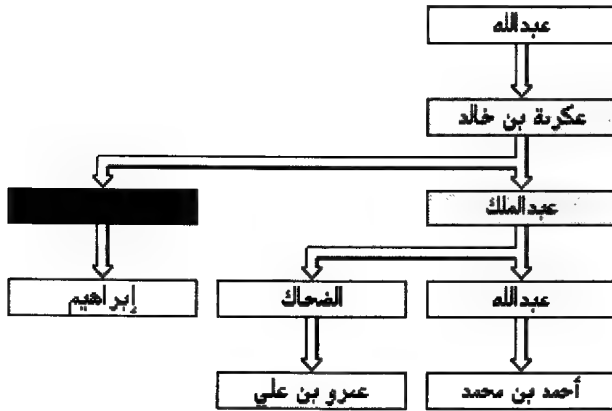 عبدالله
عكرمة بن خالد
عبدالملك
إبراهيم
الضحاك
عبدالله
عمرو بن علي
أحمد بن محمد